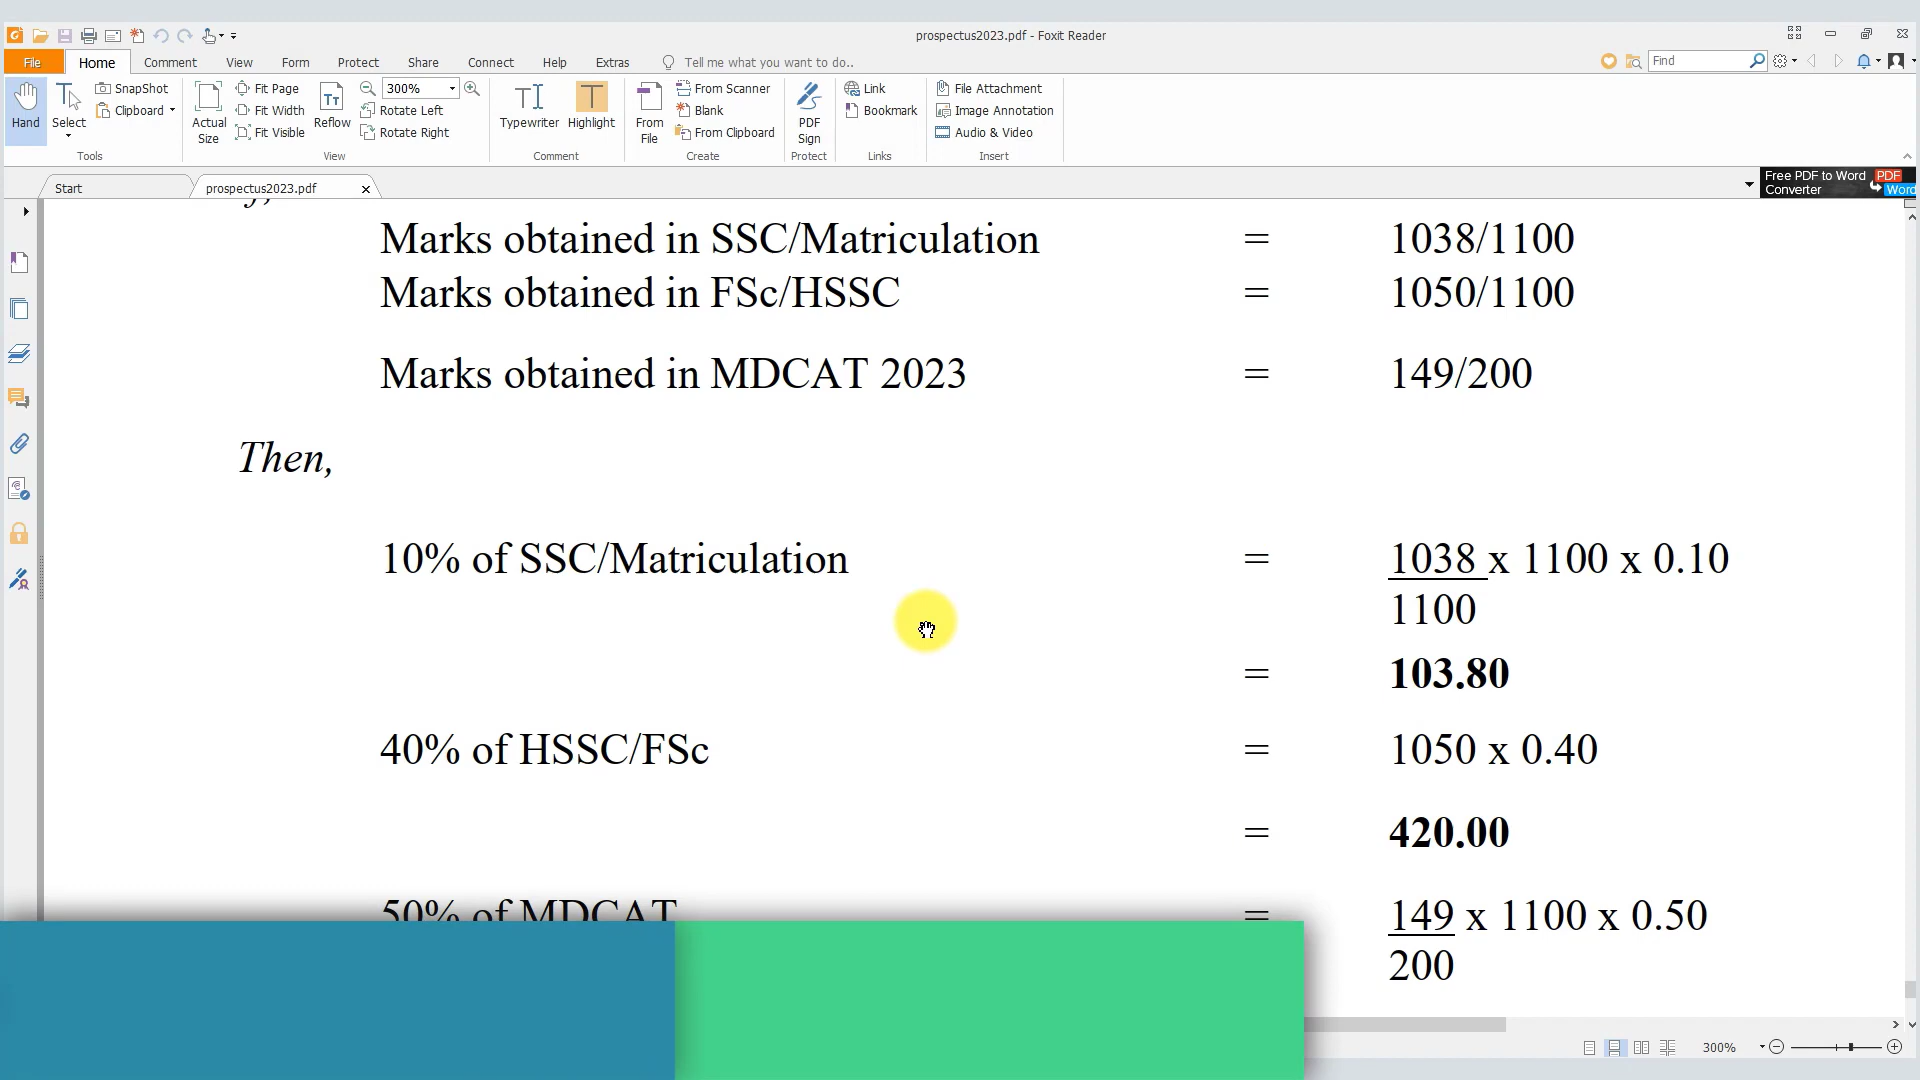 prospectus2023.pdf - Foxit Reader
File Home Comment View Form Protect Share Connect Help Extras Tell me what you want to do.. Find
Hand
Select
SnapShot
Clipboard
Tools
Actual
Size
Fit Page
Fit Width
Fit Visible
Reflow
300%
Rotate Left
Rotate Right
View
Typewriter
Highlight
Comment
From
File
From Scanner
Blank
From Clipboard
Create
PDF
Sign
Protect
Link
Bookmark
Links
File Attachment
Image Annotation
Audio & Video
Insert
Start prospectus2023.pdf
Free PDF to Word
Converter
PDF
Word
Marks obtained in SSC/Matriculation = 1038/1100
Marks obtained in FSc/HSSC = 1050/1100
Marks obtained in MDCAT 2023 = 149/200
Then,
10% of SSC/Matriculation = 1038 x 1100 x 0.10
1100
= 103.80
40% of HSSC/FSc = 1050 x 0.40
= 420.00
50% of MDCAT = 149 x 1100 x 0.50
200
300%